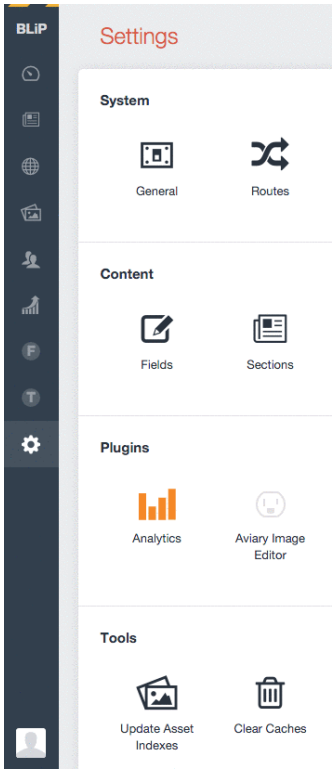 BLiP
Settings
System
General
Routes
Content
Fields
Sections
F
T
Plugins
Analytics
Aviary Image
Editor
Tools
Update Asset
Indexes
Clear Caches